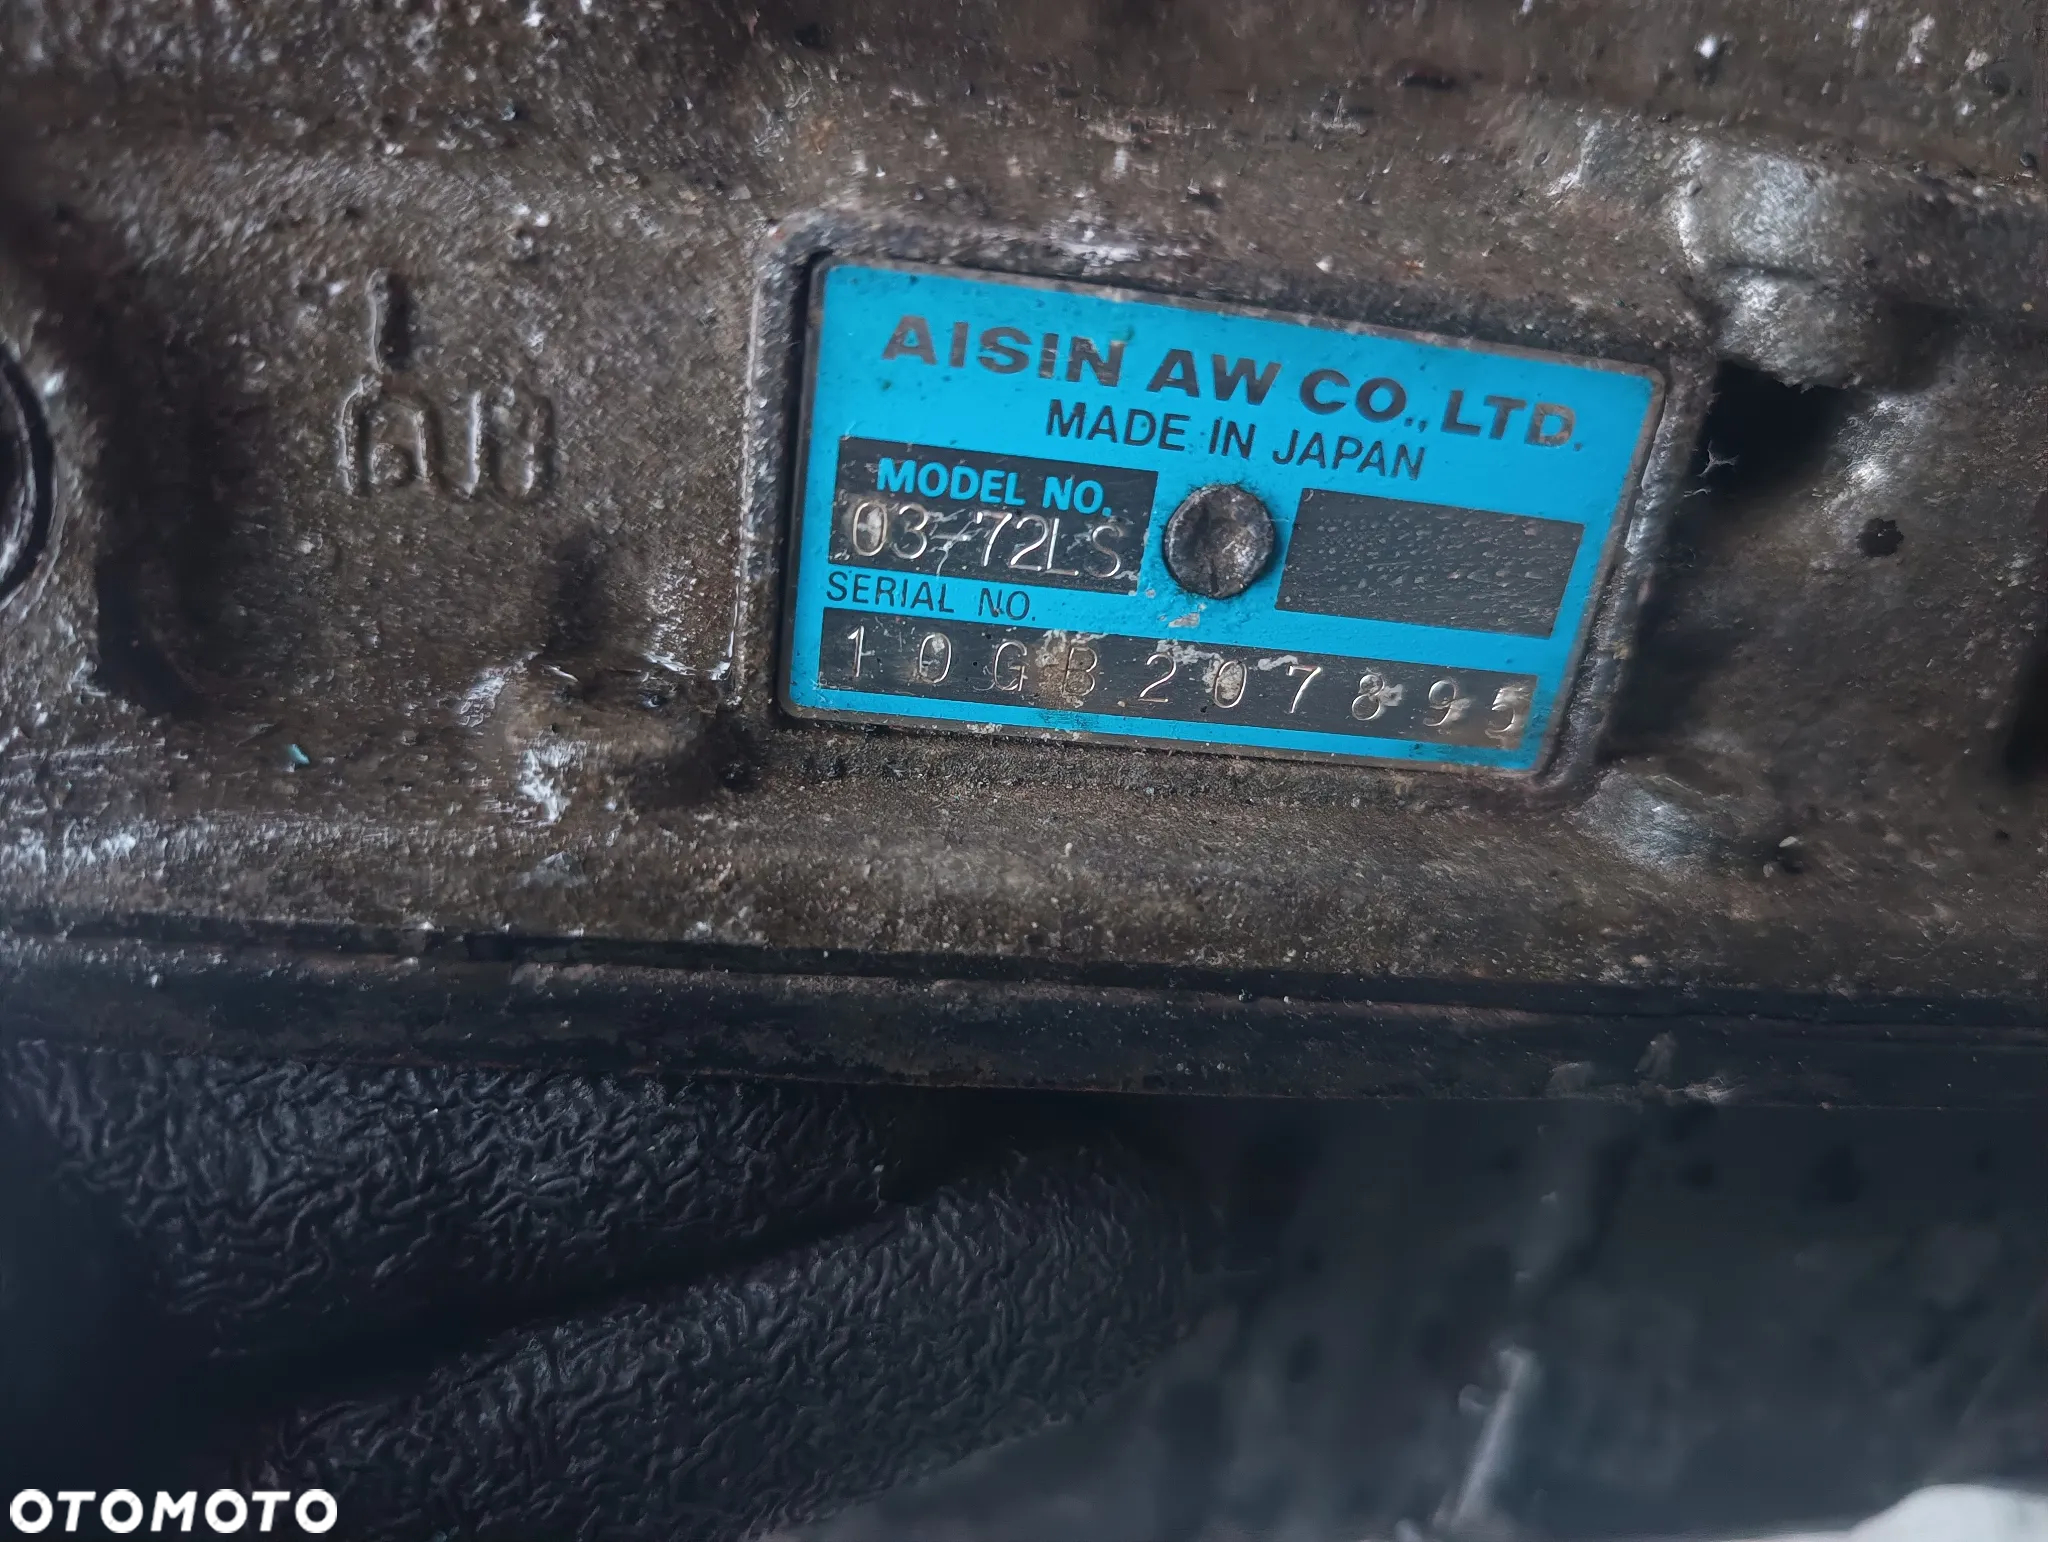 AISIN AW CO., LTD.
MADE IN JAPAN
MODEL NO.
03-72LS
SERIAL NO.
10GB207895
OTOMOTO